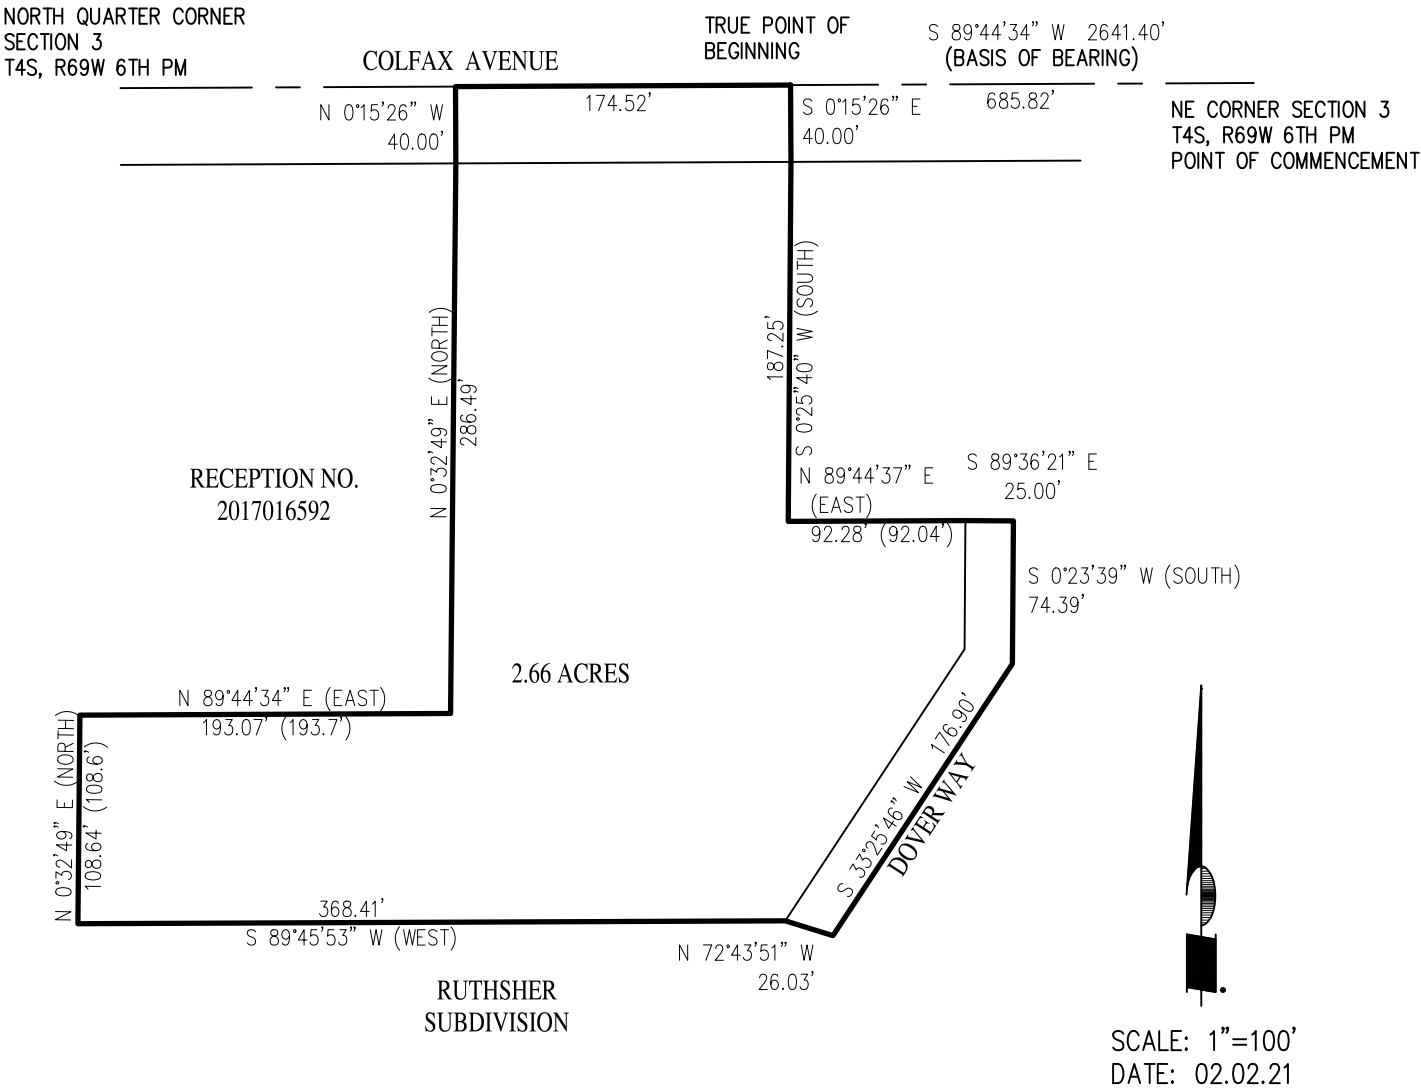 NORTH QUARTER CORNER
SECTION 3
T4S, R69W 6TH PM
COLFAX AVENUE
TRUE POINT OF
BEGINNING
S 89°44'34" W 2641.40'
(BASIS OF BEARING)
N 0°15'26" W
40.00'
174.52'
S 0°15'26" E
40.00'
685.82'
NE CORNER SECTION 3
T4S, R69W 6TH PM
POINT OF COMMENCEMENT
N 0°32'49" E (NORTH)
286.49'
187.25'
S 0°25"40" W (SOUTH)
RECEPTION NO.
2017016592
N 89°44'37" E
(EAST)
92.28' (92.04')
S 89°36'21" E
25.00'
S 0°23'39" W (SOUTH)
74.39'
2.66 ACRES
N 89°44'34" E (EAST)
193.07' (193.7')
N 0°32'49" E (NORTH)
108.64' (108.6')
S 33°25'46" W 176.90'
DOVER WAY
368.41'
S 89°45'53" W (WEST)
N 72°43'51" W
26.03'
RUTHSHER
SUBDIVISION
SCALE: 1"=100'
DATE: 02.02.21